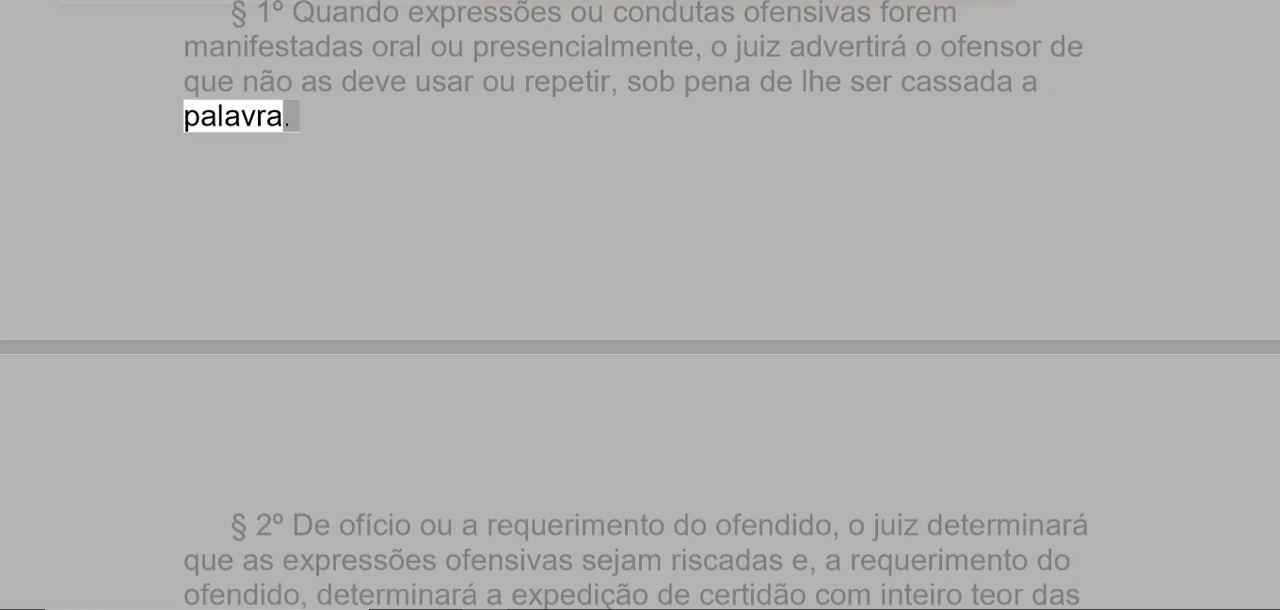 § 1º Quando expressões ou condutas ofensivas forem
manifestadas oral ou presencialmente, o juiz advertirá o ofensor de
que não as deve usar ou repetir, sob pena de lhe ser cassada a
palavra.
§ 2º De ofício ou a requerimento do ofendido, o juiz determinará
que as expressões ofensivas sejam riscadas e, a requerimento do
ofendido, determinará a expedição de certidão com inteiro teor das